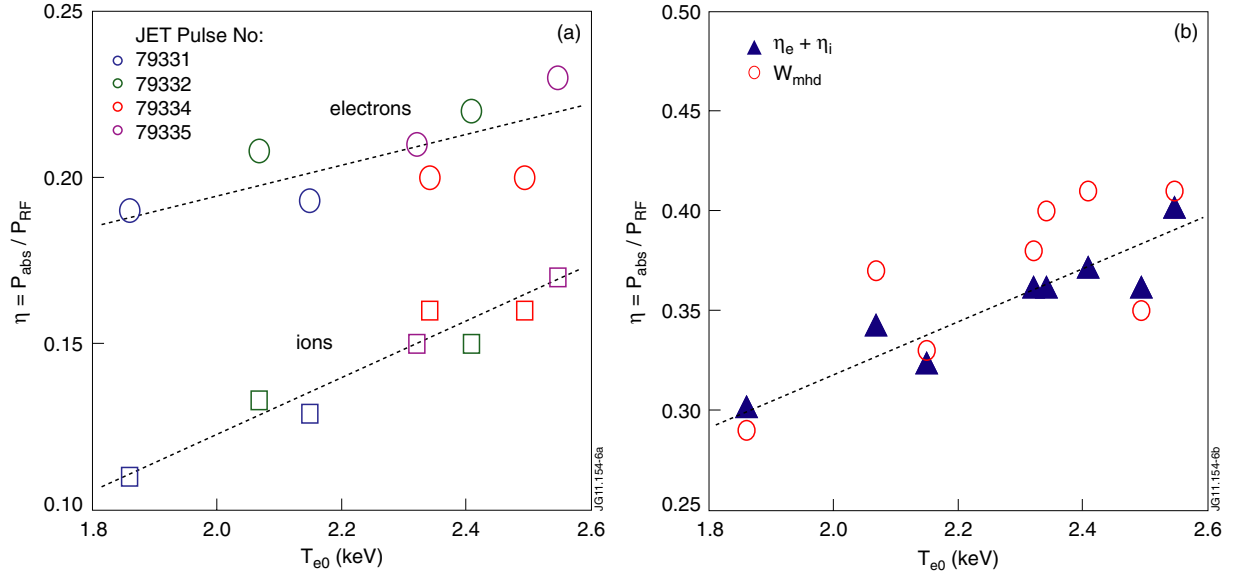 (a)
JET Pulse No:
79331
79332
79334
79335
electrons
ions
0.25
0.20
0.15
0.10
η = P_abs / P_RF
1.8 2.0 2.2 2.4 2.6
T_e0 (keV)
JG11.154-6a
(b)
η_e + η_i
W_mhd
0.50
0.45
0.40
0.35
0.30
0.25
η = P_abs / P_RF
1.8 2.0 2.2 2.4 2.6
T_e0 (keV)
JG11.154-6b